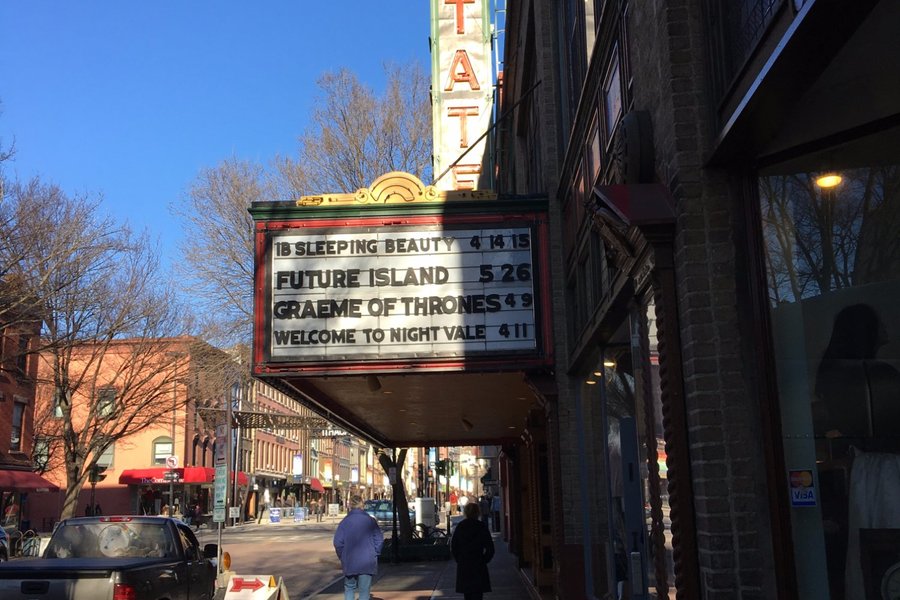 TATE
IB SLEEPING BEAUTY 4 14 15
FUTURE ISLAND 5 26
GRAEME OF THRONES 4 9
WELCOME TO NIGHT VALE 4 11
VISA